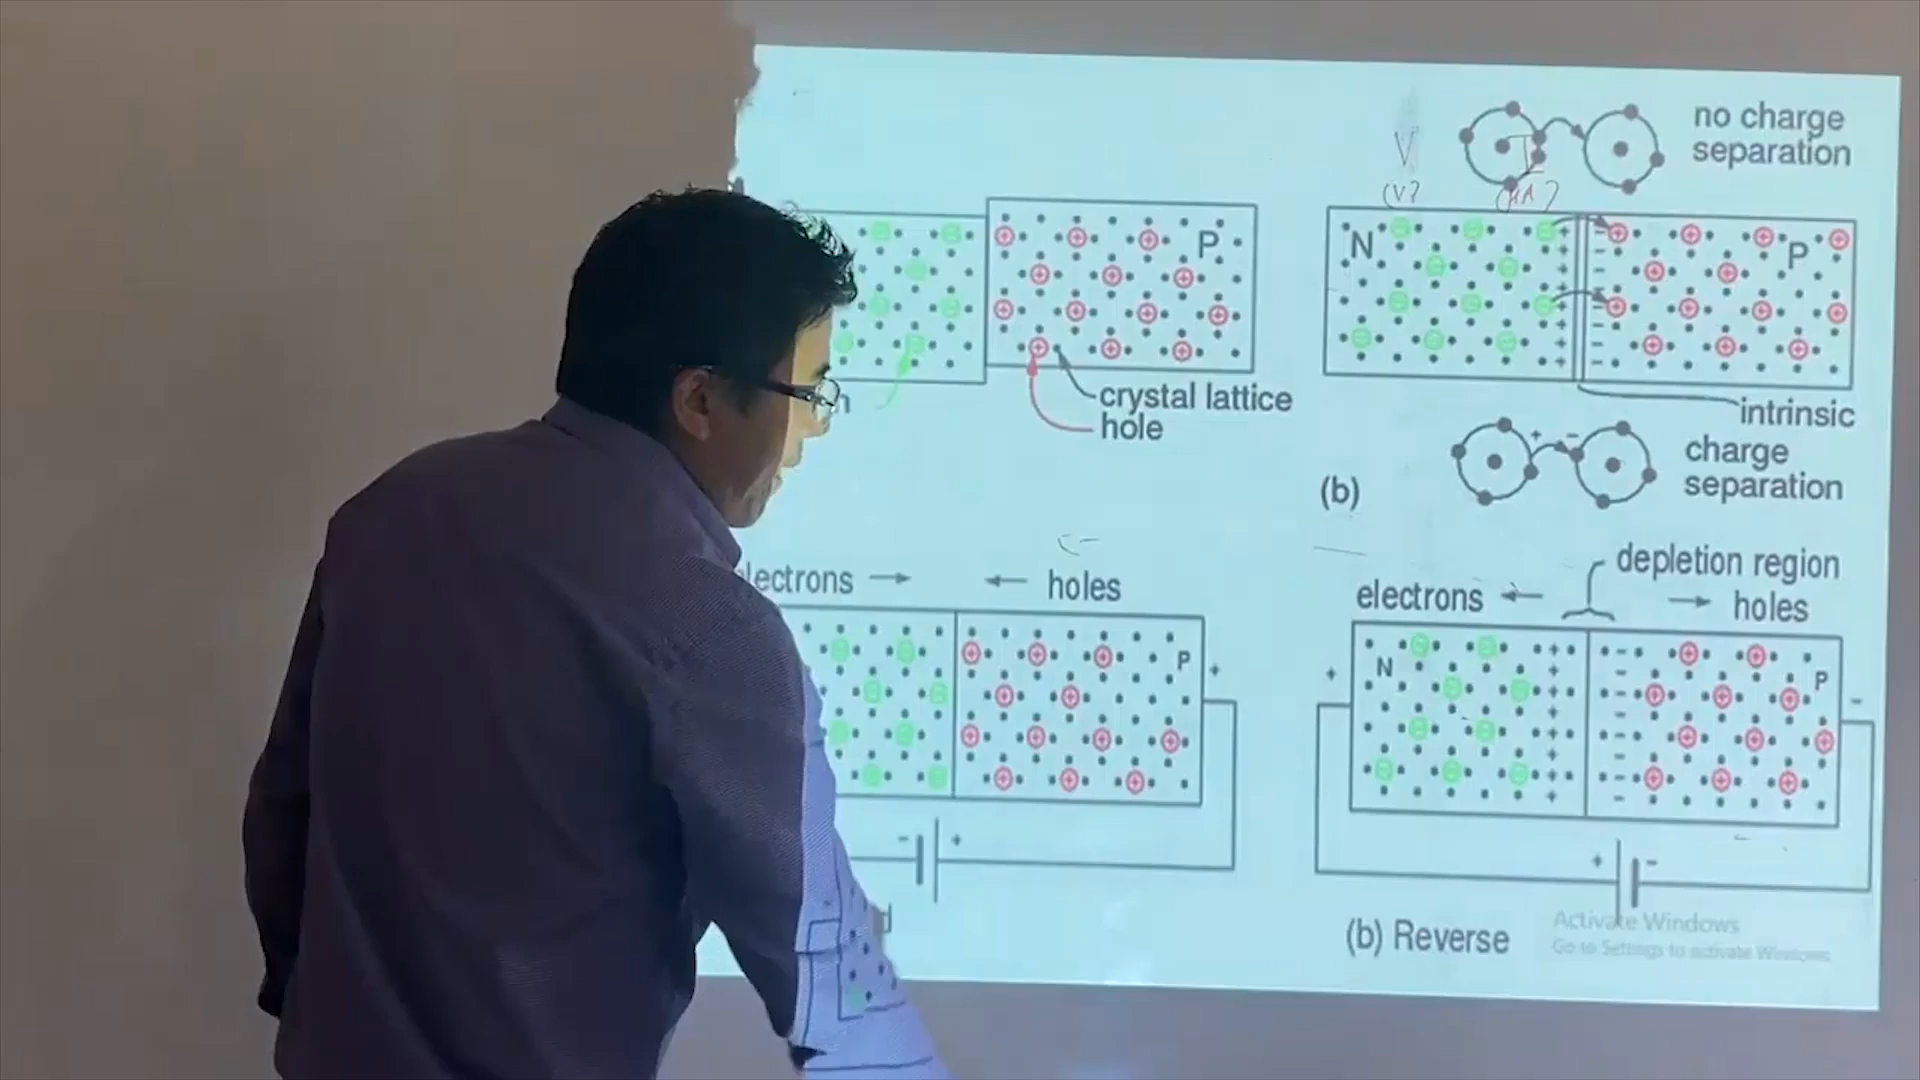 no charge
separation
V
(V)
N
P
P
crystal lattice
hole
intrinsic
charge
separation
(b)
depletion region
electrons
holes
electrons
holes
N
P
P
+
+
-
-
+
+
-
(b) Reverse
Activate Windows
Go to Settings to activate Windows.